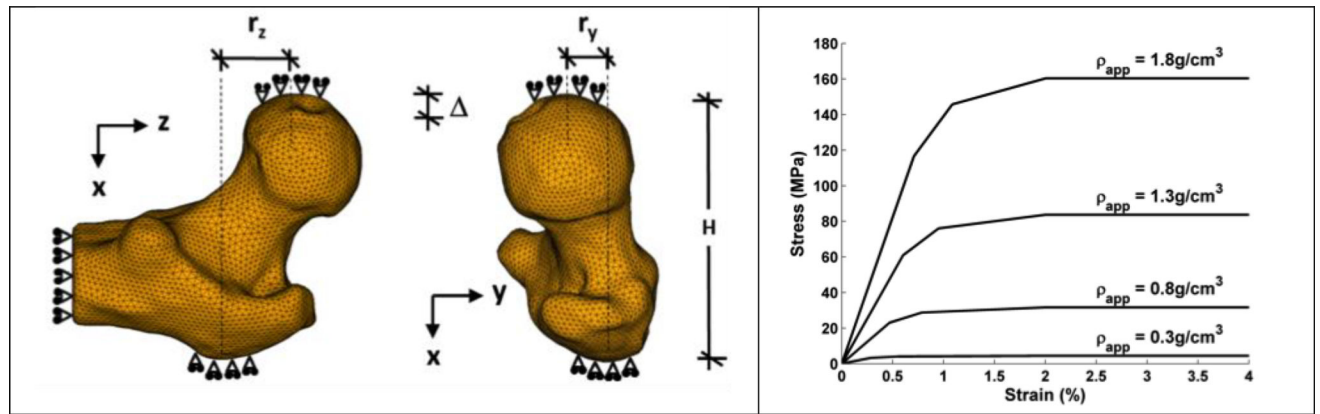 r_z
r_y
Δ
z
x
H
y
x
180
160
140
120
100
80
60
40
20
0
Stress (MPa)
ρ_app = 1.8g/cm³
ρ_app = 1.3g/cm³
ρ_app = 0.8g/cm³
ρ_app = 0.3g/cm³
0 0.5 1 1.5 2 2.5 3 3.5 4
Strain (%)